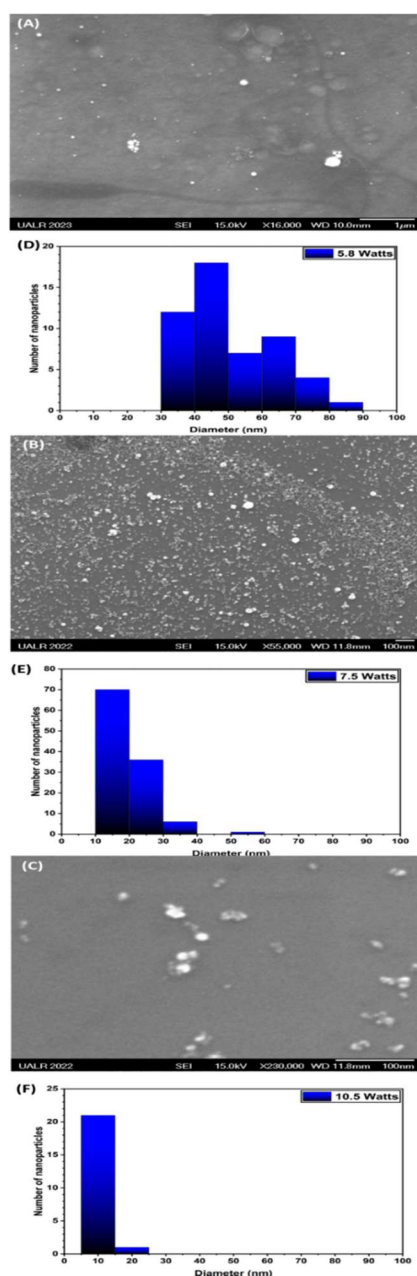 (A)
UALR 2023 SEI 15.0kV X16,000 WD 10.0mm 1μm
(D)
5.8 Watts
Number of nanoparticles
20
15
10
5
0
0 10 20 30 40 50 60 70 80 90 100
Diameter (nm)
(B)
UALR 2022 SEI 15.0kV X55,000 WD 11.8mm 100nm
(E)
7.5 Watts
Number of nanoparticles
80
70
60
50
40
30
20
10
0
0 10 20 30 40 50 60 70 80 90 100
Diameter (nm)
(C)
UALR 2022 SEI 15.0kV X230,000 WD 11.8mm 100nm
(F)
10.5 Watts
Number of nanoparticles
25
20
15
10
5
0
0 10 20 30 40 50 60 70 80 90 100
Diameter (nm)